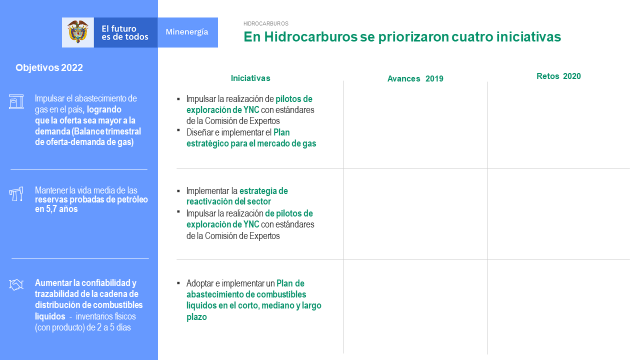 El futuro
es de todos
Minenergía
HIDROCARBUROS
En Hidrocarburos se priorizaron cuatro iniciativas
Objetivos 2022
Iniciativas
Avances 2019
Retos 2020
Impulsar el abastecimiento de
gas en el país, logrando
que la oferta sea mayor a la
demanda (Balance trimestral
de oferta-demanda de gas)
• Impulsar la realización de pilotos de
exploración de YNC con estándares
de la Comisión de Expertos
• Diseñar e implementar el Plan
estratégico para el mercado de gas
Mantener la vida media de las
reservas probadas de petróleo
en 5,7 años
• Implementar la estrategia de
reactivación del sector
• Impulsar la realización de pilotos de
exploración de YNC con estándares
de la Comisión de Expertos
Aumentar la confiabilidad y
trazabilidad de la cadena de
distribución de combustibles
líquidos - inventarios físicos
(con producto) de 2 a 5 días
• Adoptar e implementar un Plan de
abastecimiento de combustibles
líquidos en el corto, mediano y largo
plazo